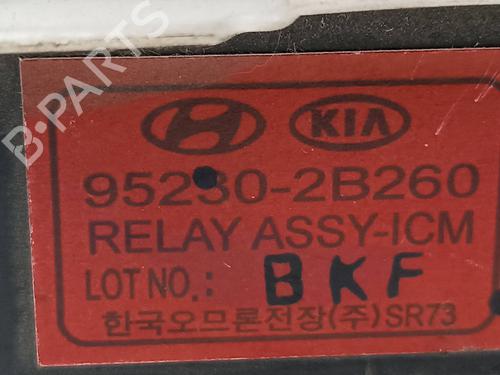 B-PARTS
KIA
95230-2B260
RELAY ASSY-ICM
LOT NO.: BKF
한국오므론전장(주)SR73